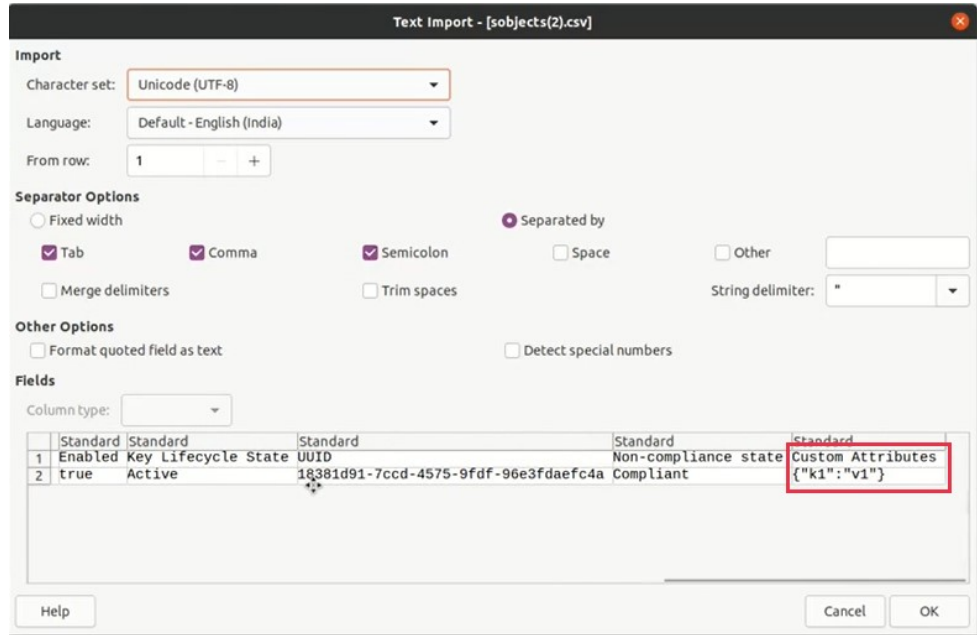 Text Import - [sobjects(2).csv]
Import
Character set: Unicode (UTF-8)
Language: Default - English (India)
From row: 1 − +
Separator Options
Fixed width Separated by
Tab Comma Semicolon Space Other
Merge delimiters Trim spaces String delimiter: "
Other Options
Format quoted field as text Detect special numbers
Fields
Column type:
Standard Standard Standard Standard Standard
1 Enabled Key Lifecycle State UUID Non-compliance state Custom Attributes
2 true Active 18381d91-7ccd-4575-9fdf-96e3fdaefc4a Compliant {"k1":"v1"}
Help Cancel OK